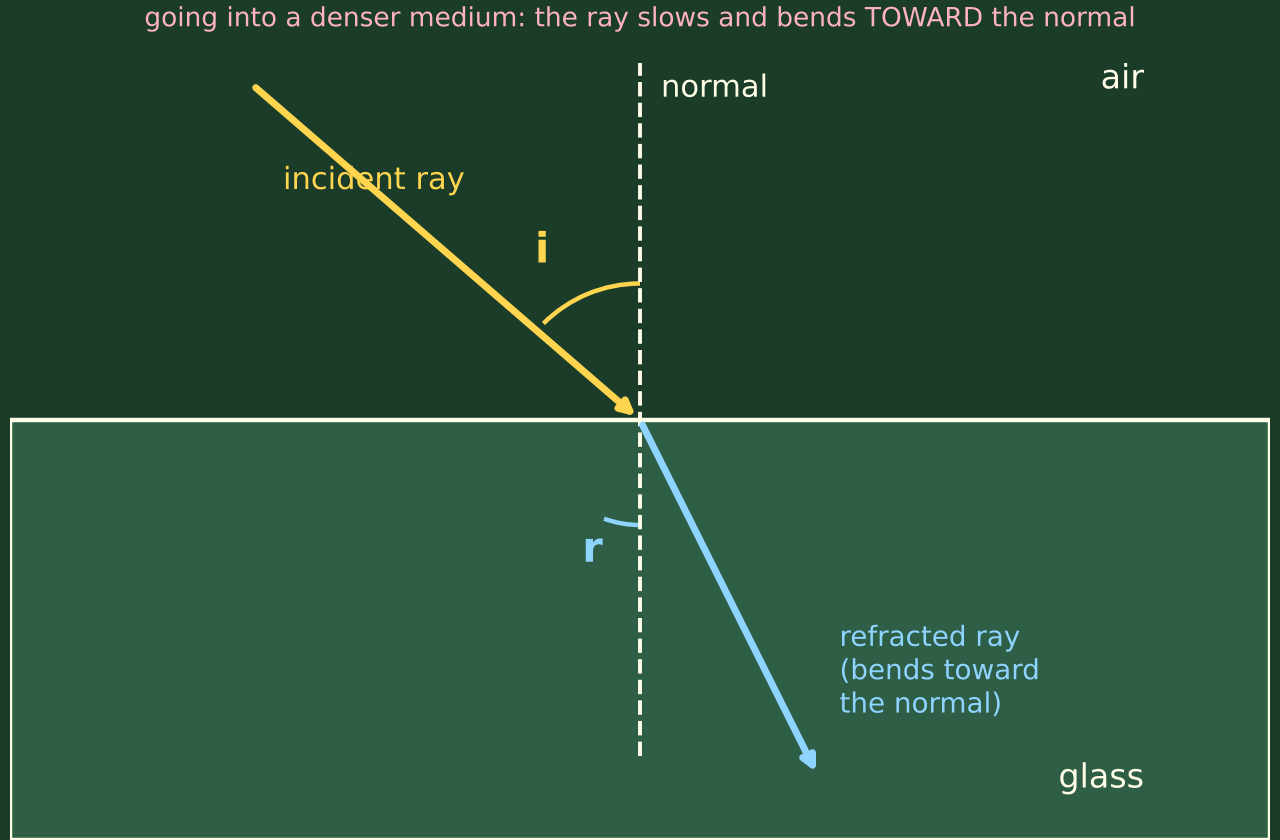 going into a denser medium: the ray slows and bends TOWARD the normal
normal
air
incident ray
i
r
refracted ray
(bends toward
the normal)
glass